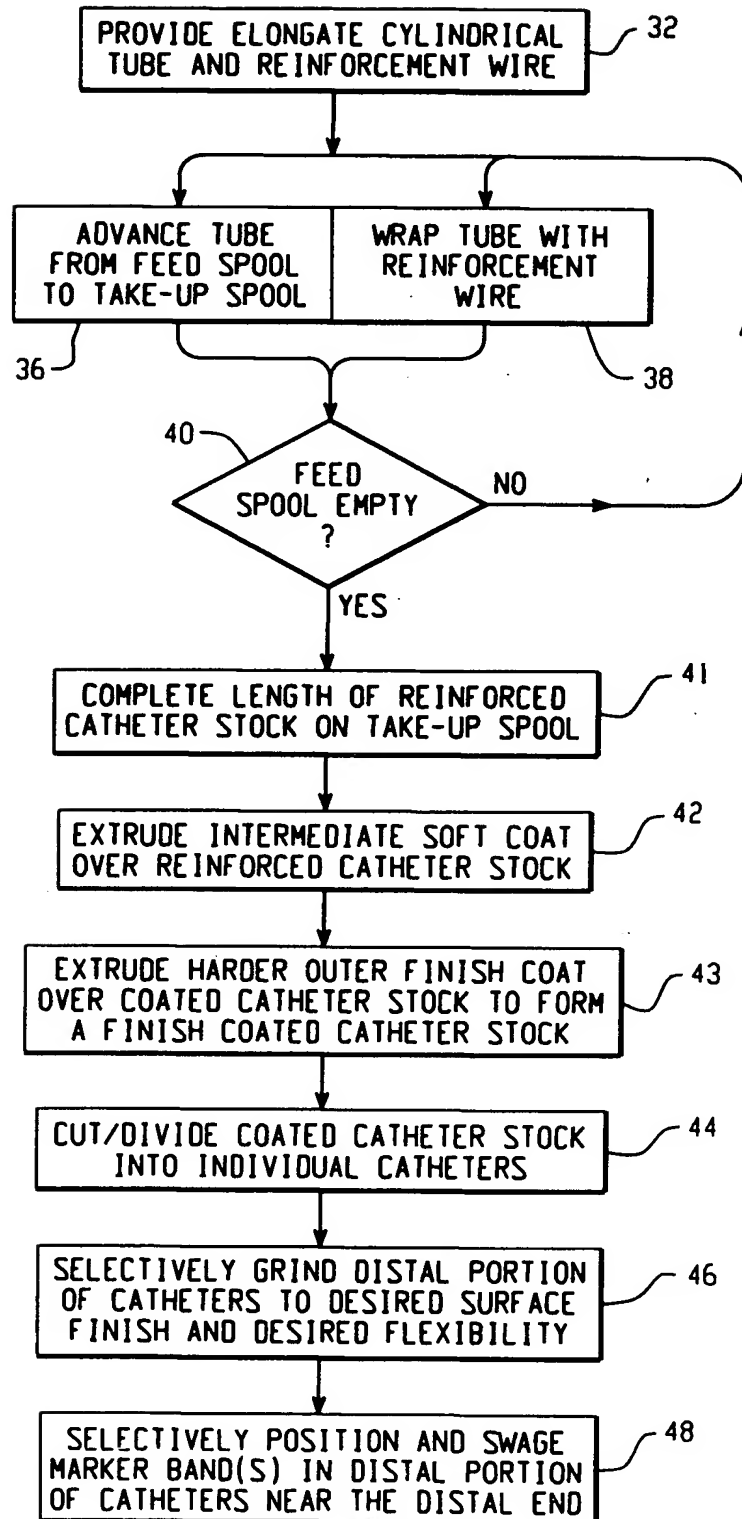 PROVIDE ELONGATE CYLINDRICAL
TUBE AND REINFORCEMENT WIRE
32
ADVANCE TUBE
FROM FEED SPOOL
TO TAKE-UP SPOOL
36
WRAP TUBE WITH
REINFORCEMENT
WIRE
38
40
FEED
SPOOL EMPTY
?
NO
YES
COMPLETE LENGTH OF REINFORCED
CATHETER STOCK ON TAKE-UP SPOOL
41
EXTRUDE INTERMEDIATE SOFT COAT
OVER REINFORCED CATHETER STOCK
42
EXTRUDE HARDER OUTER FINISH COAT
OVER COATED CATHETER STOCK TO FORM
A FINISH COATED CATHETER STOCK
43
CUT/DIVIDE COATED CATHETER STOCK
INTO INDIVIDUAL CATHETERS
44
SELECTIVELY GRIND DISTAL PORTION
OF CATHETERS TO DESIRED SURFACE
FINISH AND DESIRED FLEXIBILITY
46
SELECTIVELY POSITION AND SWAGE
MARKER BAND(S) IN DISTAL PORTION
OF CATHETERS NEAR THE DISTAL END
48